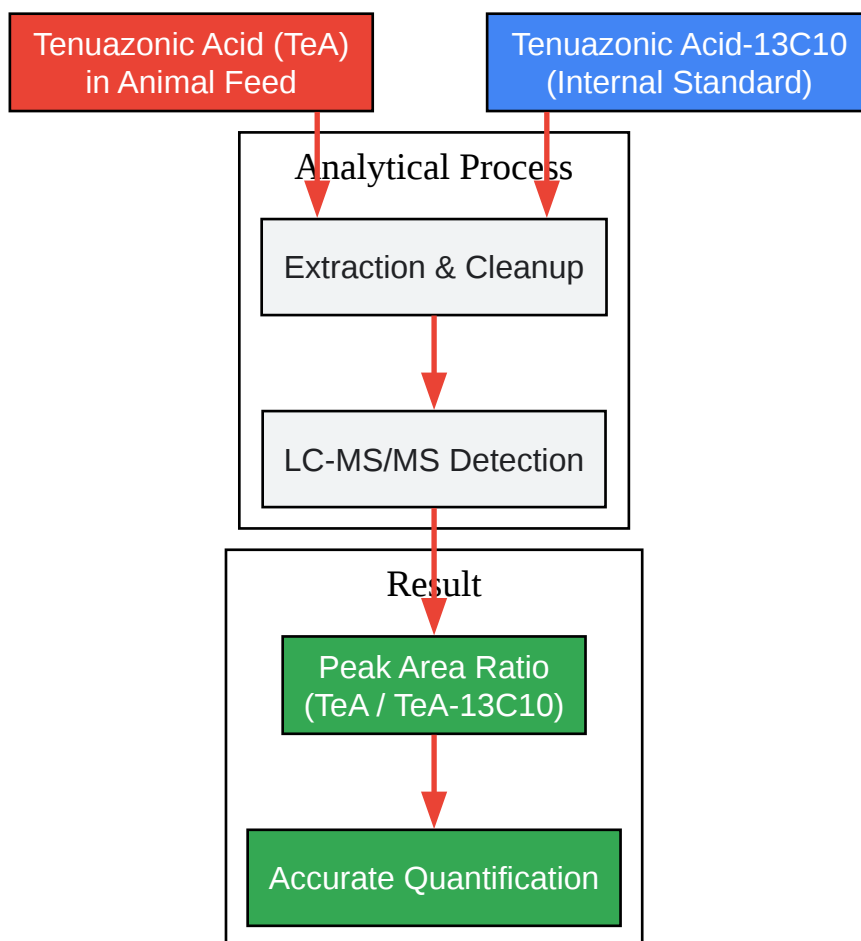 Tenuazonic Acid (TeA)
in Animal Feed
Tenuazonic Acid-13C10
(Internal Standard)
Analytical Process
Extraction & Cleanup
LC-MS/MS Detection
Result
Peak Area Ratio
(TeA / TeA-13C10)
Accurate Quantification